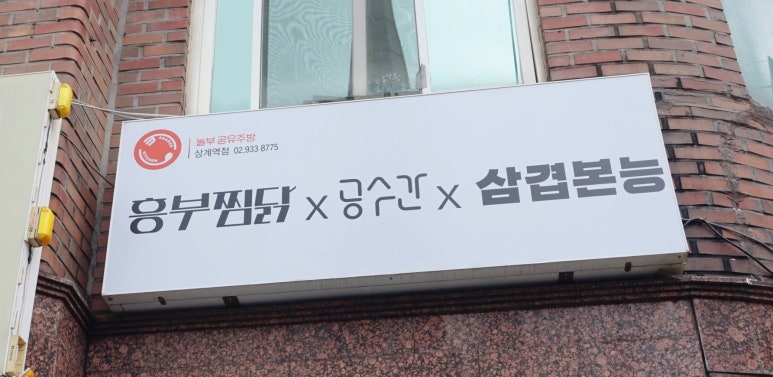 놀부 공유주방
상계역점 02.933 8775
흥부찜닭 x 공수간 x 삼겹본능